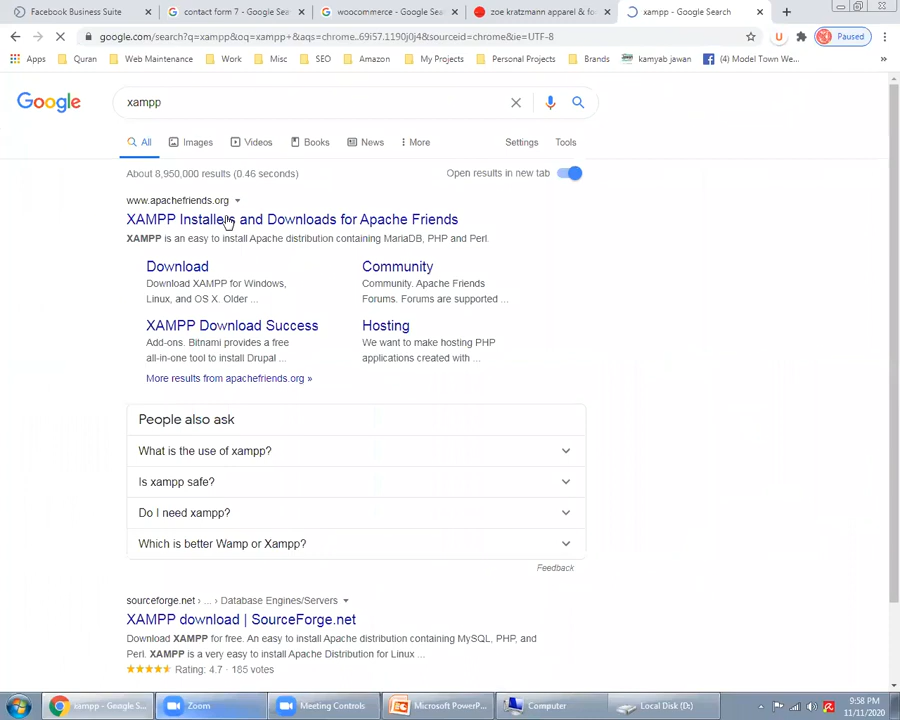 Facebook Business Suite
contact form 7 - Google Sea
woocommerce - Google Sea
zoe kratzmann apparel & fo
xampp - Google Search
google.com/search?q=xampp&oq=xampp+&aqs=chrome..69i57.1190j0j4&sourceid=chrome&ie=UTF-8
U
Paused
Apps
Quran
Web Maintenance
Work
Misc
SEO
Amazon
My Projects
Personal Projects
Brands
kamyab jawan
(4) Model Town We...
»
Google
xampp
All
Images
Videos
Books
News
More
Settings
Tools
About 8,950,000 results (0.46 seconds)
Open results in new tab
www.apachefriends.org
XAMPP Installers and Downloads for Apache Friends
XAMPP is an easy to install Apache distribution containing MariaDB, PHP and Perl.
Download
Download XAMPP for Windows,
Linux, and OS X. Older ...
Community
Community. Apache Friends
Forums. Forums are supported ...
XAMPP Download Success
Add-ons. Bitnami provides a free
all-in-one tool to install Drupal ...
Hosting
We want to make hosting PHP
applications created with ...
More results from apachefriends.org »
People also ask
What is the use of xampp?
Is xampp safe?
Do I need xampp?
Which is better Wamp or Xampp?
Feedback
sourceforge.net › ... › Database Engines/Servers
XAMPP download | SourceForge.net
Download XAMPP for free. An easy to install Apache distribution containing MySQL, PHP, and
Perl. XAMPP is a very easy to install Apache Distribution for Linux ...
Rating: 4.7 · 185 votes
xampp - Google S...
Zoom
Meeting Controls
Microsoft PowerP...
Computer
Local Disk (D:)
9:58 PM
11/11/2020